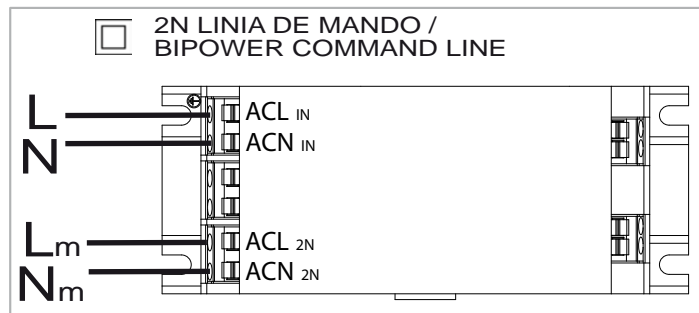 2N LINIA DE MANDO /
BIPOWER COMMAND LINE
L ACL IN
N ACN IN
Lm ACL 2N
Nm ACN 2N